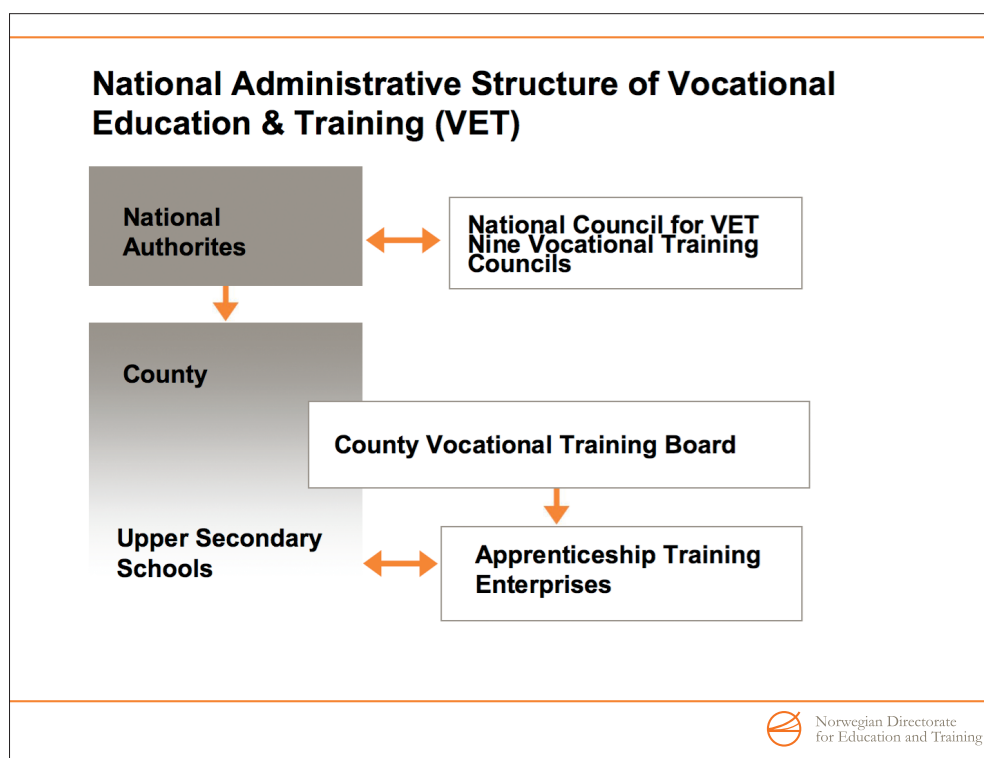 National Administrative Structure of Vocational
Education & Training (VET)
National
Authorites
National Council for VET
Nine Vocational Training
Councils
County
County Vocational Training Board
Upper Secondary
Schools
Apprenticeship Training
Enterprises
Norwegian Directorate
for Education and Training